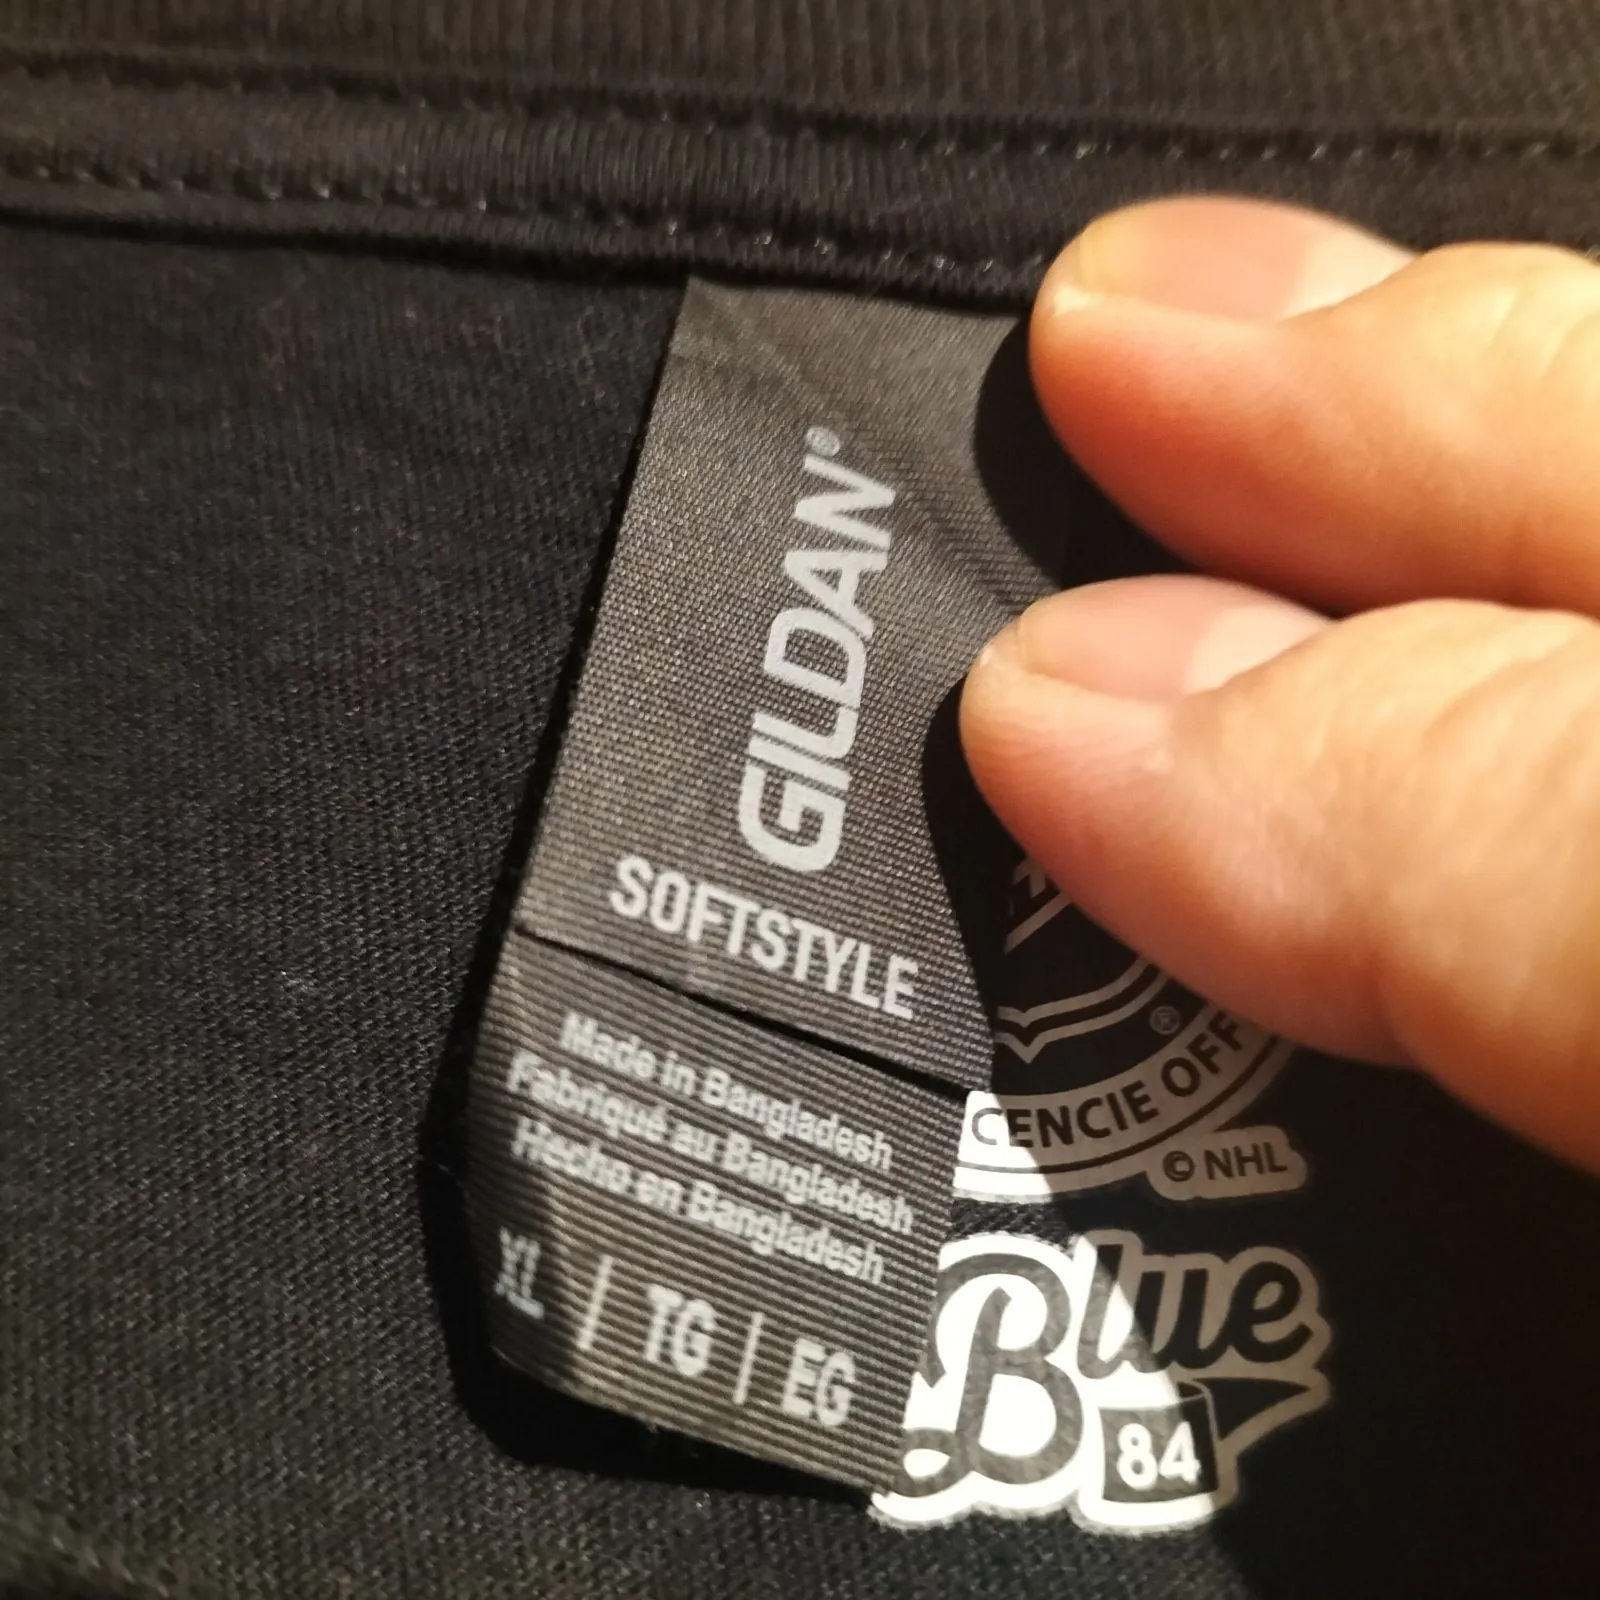 GILDAN®
SOFTSTYLE
Made in Bangladesh
Fabriqué au Bangladesh
Hecho en Bangladesh
XL | TG | EG
®
CENCIE OFF
© NHL
Blue
84